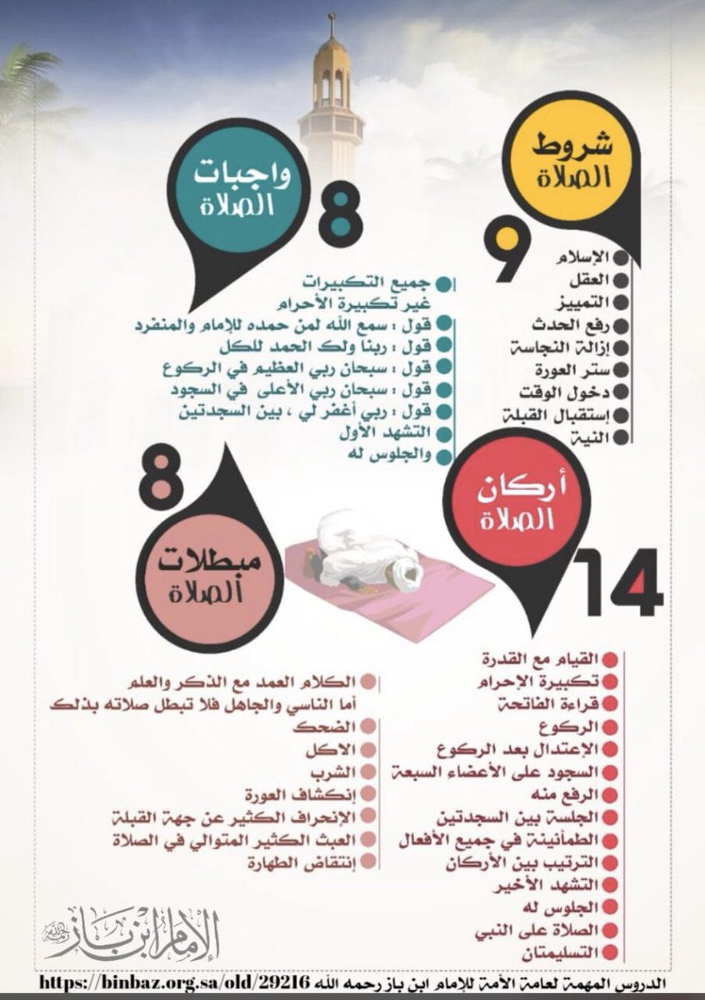 شروط
الصلاة
9
الإسلام
العقل
التمييز
رفع الحدث
إزالة النجاسة
ستر العورة
دخول الوقت
إستقبال القبلة
النية
واجبات
الصلاة
8
جميع التكبيرات
غير تكبيرة الأحرام
قول : سمع الله لمن حمده للإمام والمنفرد
قول : ربنا ولك الحمد للكل
قول : سبحان ربي العظيم في الركوع
قول : سبحان ربي الأعلى في السجود
قول : ربي أغفر لي ، بين السجدتين
التشهد الأول
والجلوس له
أركان
الصلاة
14
القيام مع القدرة
تكبيرة الإحرام
قراءة الفاتحة
الركوع
الإعتدال بعد الركوع
السجود على الأعضاء السبعة
الرفع منه
الجلسة بين السجدتين
الطمأنينة في جميع الأفعال
الترتيب بين الأركان
التشهد الأخير
الجلوس له
الصلاة على النبي
التسليمتان
مبطلات
الصلاة
8
الكلام العمد مع الذكر والعلم
أما الناسي والجاهل فلا تبطل صلاته بذلك
الضحك
الاكل
الشرب
إنكشاف العورة
الإنحراف الكثير عن جهة القبلة
العبث الكثير المتوالي في الصلاة
إنتقاض الطهارة
الإمام ابن باز رحمه الله
الدروس المهمة لعامة الأمة للإمام ابن باز رحمه الله https://binbaz.org.sa/old/29216